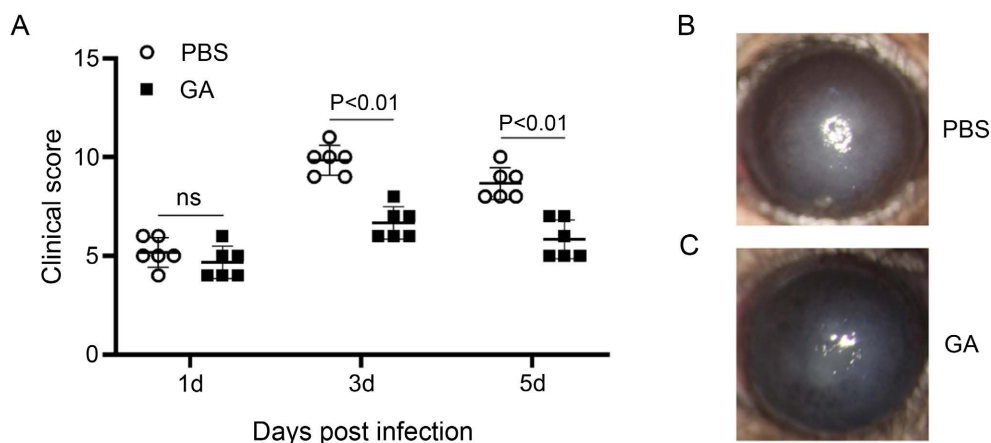 A
15
PBS
GA
P<0.01
P<0.01
10
Clinical score
ns
5
0
1d
3d
5d
Days post infection
B
PBS
C
GA